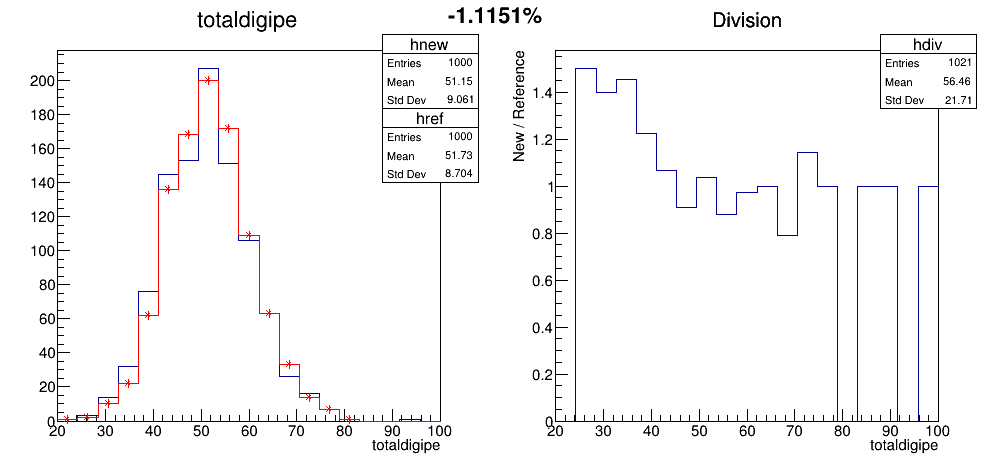 -1.1151%
totaldigipe
hnew
Entries 1000
Mean 51.15
Std Dev 9.061
href
Entries 1000
Mean 51.73
Std Dev 8.704
200
180
160
140
120
100
80
60
40
20
0
20 30 40 50 60 70 80 90 100
totaldigipe
Division
hdiv
Entries 1021
Mean 56.46
Std Dev 21.71
New / Reference
1.4
1.2
1
0.8
0.6
0.4
0.2
0
20 30 40 50 60 70 80 90 100
totaldigipe